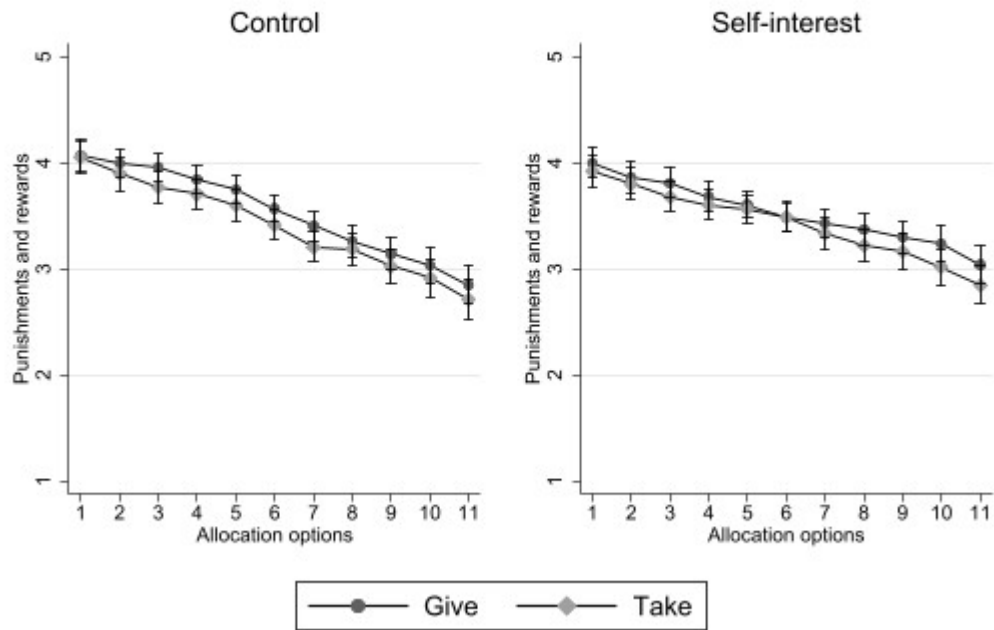 Control
Self-interest
Punishments and rewards
5
4
3
2
1
1 2 3 4 5 6 7 8 9 10 11
Allocation options
Punishments and rewards
5
4
3
2
1
1 2 3 4 5 6 7 8 9 10 11
Allocation options
Give Take